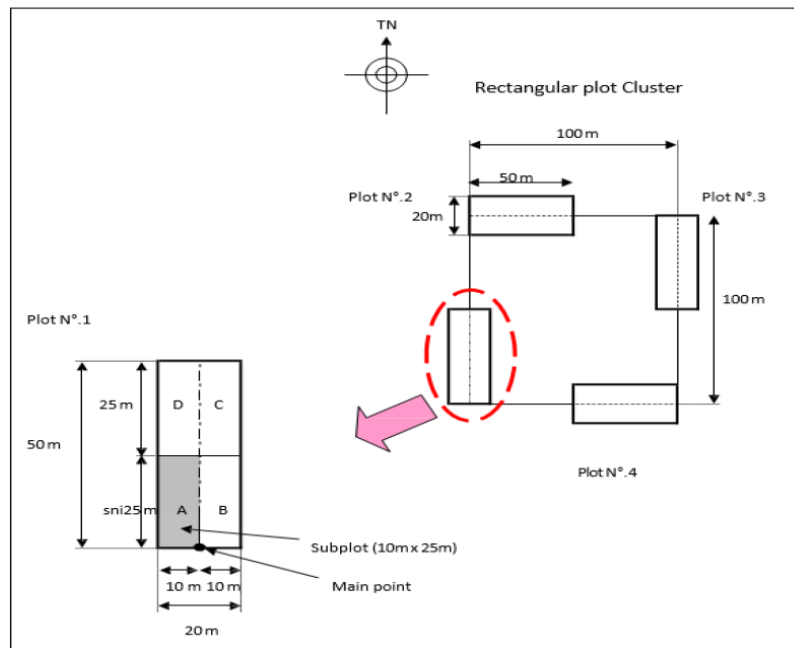 TN
Rectangular plot Cluster
100 m
50 m
Plot N°.2
Plot N°.3
20m
100 m
Plot N°.1
25 m
D
C
50 m
sni25 m
A
B
Plot N°.4
Subplot (10m x 25m)
10 m
10 m
Main point
20 m